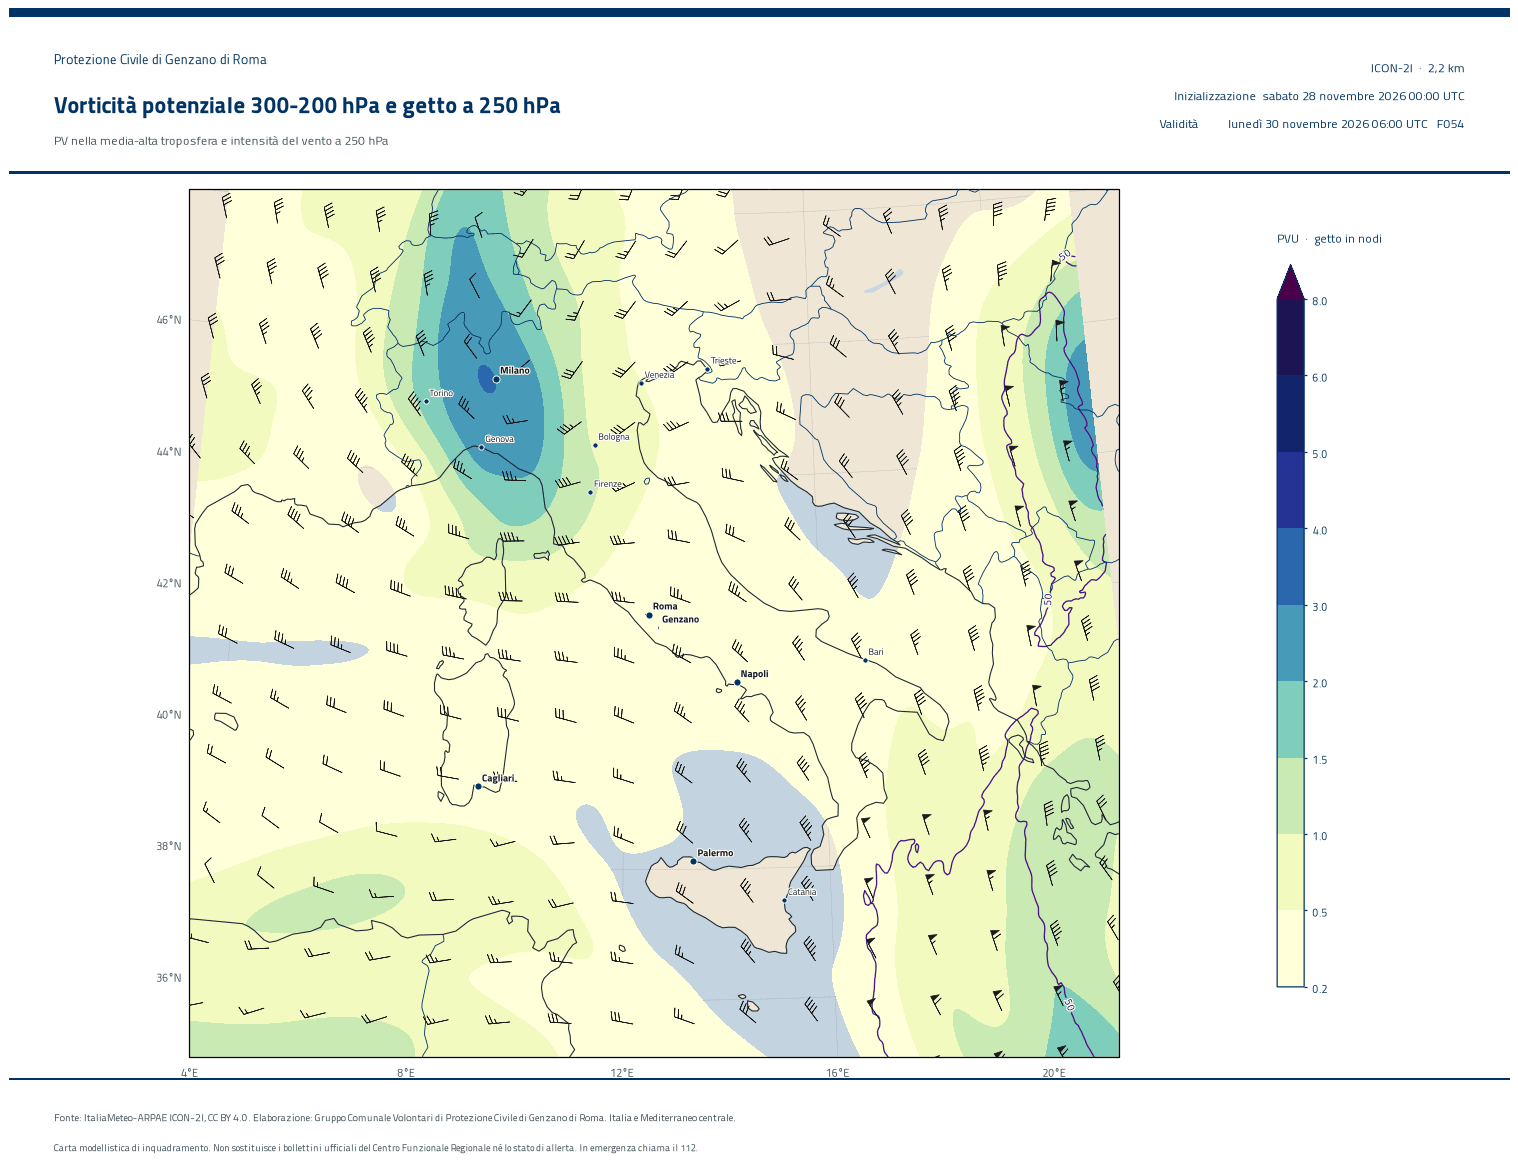 Protezione Civile di Genzano di Roma
Vorticità potenziale 300-200 hPa e getto a 250 hPa
PV nella media-alta troposfera e intensità del vento a 250 hPa
ICON-2I · 2,2 km
Inizializzazione sabato 28 novembre 2026 00:00 UTC
Validità lunedì 30 novembre 2026 06:00 UTC F054
PVU · getto in nodi
8.0
6.0
5.0
4.0
3.0
2.0
1.5
1.0
0.5
0.2
46°N
44°N
42°N
40°N
38°N
36°N
4°E
8°E
12°E
16°E
20°E
50
Milano
Torino
Venezia
Trieste
Genova
Bologna
Firenze
50
Roma
Genzano
Bari
Napoli
Cagliari
Palermo
Catania
50
Fonte: ItaliaMeteo-ARPAE ICON-2I, CC BY 4.0. Elaborazione: Gruppo Comunale Volontari di Protezione Civile di Genzano di Roma. Italia e Mediterraneo centrale.
Carta modellistica di inquadramento. Non sostituisce i bollettini ufficiali del Centro Funzionale Regionale né lo stato di allerta. In emergenza chiama il 112.